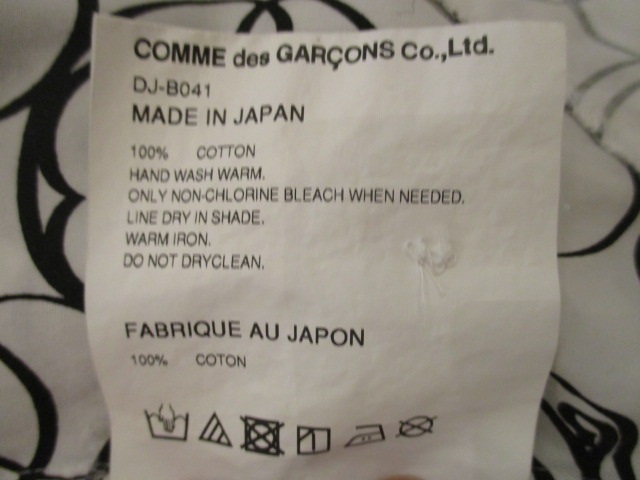 COMME des GARÇONS Co.,Ltd.
DJ-B041
MADE IN JAPAN
100% COTTON
HAND WASH WARM.
ONLY NON-CHLORINE BLEACH WHEN NEEDED.
LINE DRY IN SHADE.
WARM IRON.
DO NOT DRYCLEAN.
FABRIQUE AU JAPON
100% COTON